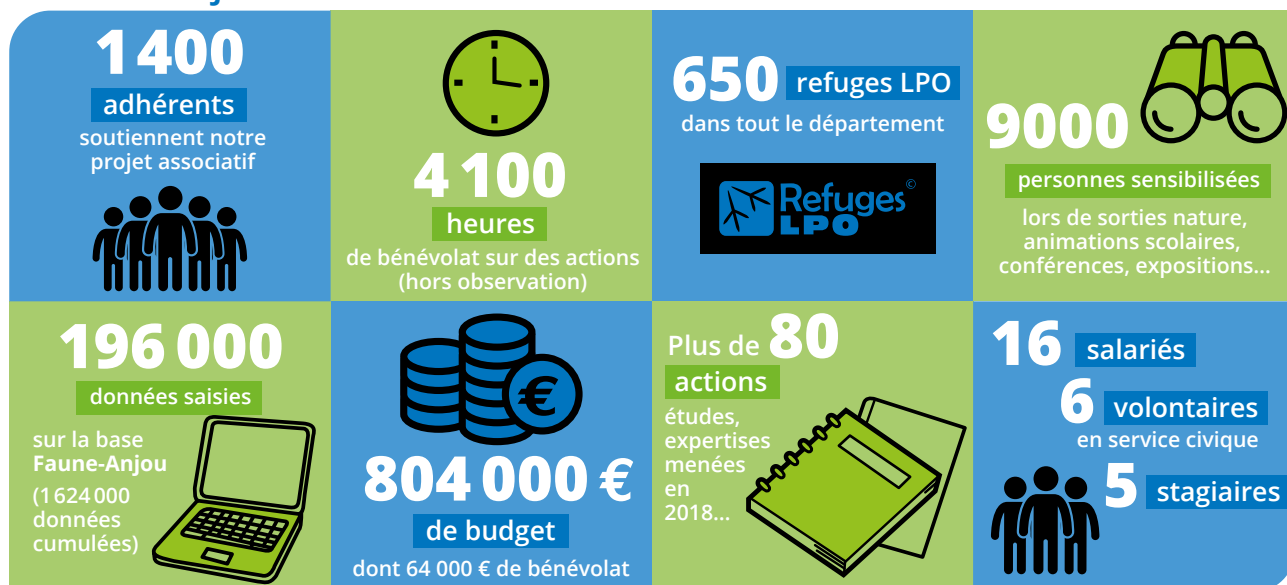 1 400
adhérents
soutiennent notre
projet associatif
4 100
heures
de bénévolat sur des actions
(hors observation)
650 refuges LPO
dans tout le département
Refuges©
LPO
9000
personnes sensibilisées
lors de sorties nature,
animations scolaires,
conférences, expositions...
196 000
données saisies
sur la base
Faune-Anjou
(1 624 000
données
cumulées)
€
804 000 €
de budget
dont 64 000 € de bénévolat
Plus de 80
actions
études,
expertises
menées
en
2018...
16 salariés
6 volontaires
en service civique
5 stagiaires